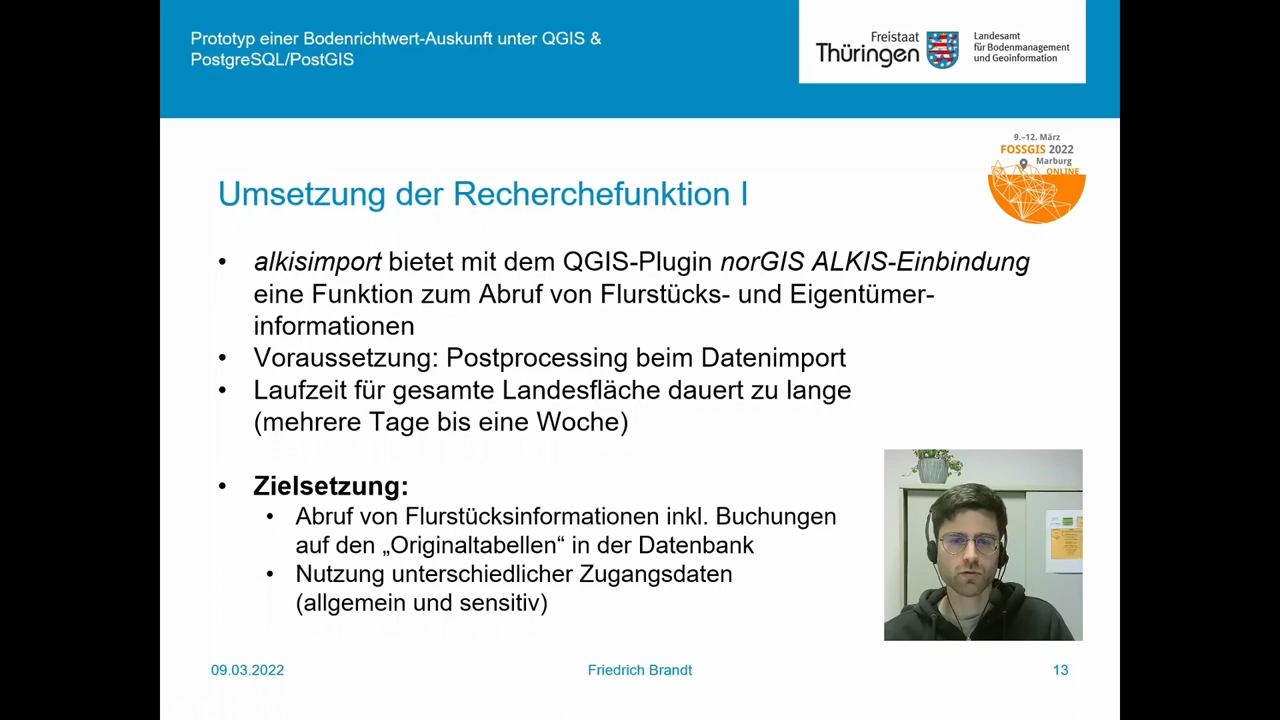 Prototyp einer Bodenrichtwert-Auskunft unter QGIS &
PostgreSQL/PostGIS
Freistaat
Thüringen
Landesamt
für Bodenmanagement
und Geoinformation
9.–12. März
FOSSGIS 2022
Marburg
ONLINE
Umsetzung der Recherchefunktion I
• alkisimport bietet mit dem QGIS-Plugin norGIS ALKIS-Einbindung
eine Funktion zum Abruf von Flurstücks- und Eigentümer-
informationen
• Voraussetzung: Postprocessing beim Datenimport
• Laufzeit für gesamte Landesfläche dauert zu lange
(mehrere Tage bis eine Woche)
• Zielsetzung:
• Abruf von Flurstücksinformationen inkl. Buchungen
auf den „Originaltabellen“ in der Datenbank
• Nutzung unterschiedlicher Zugangsdaten
(allgemein und sensitiv)
09.03.2022
Friedrich Brandt
13